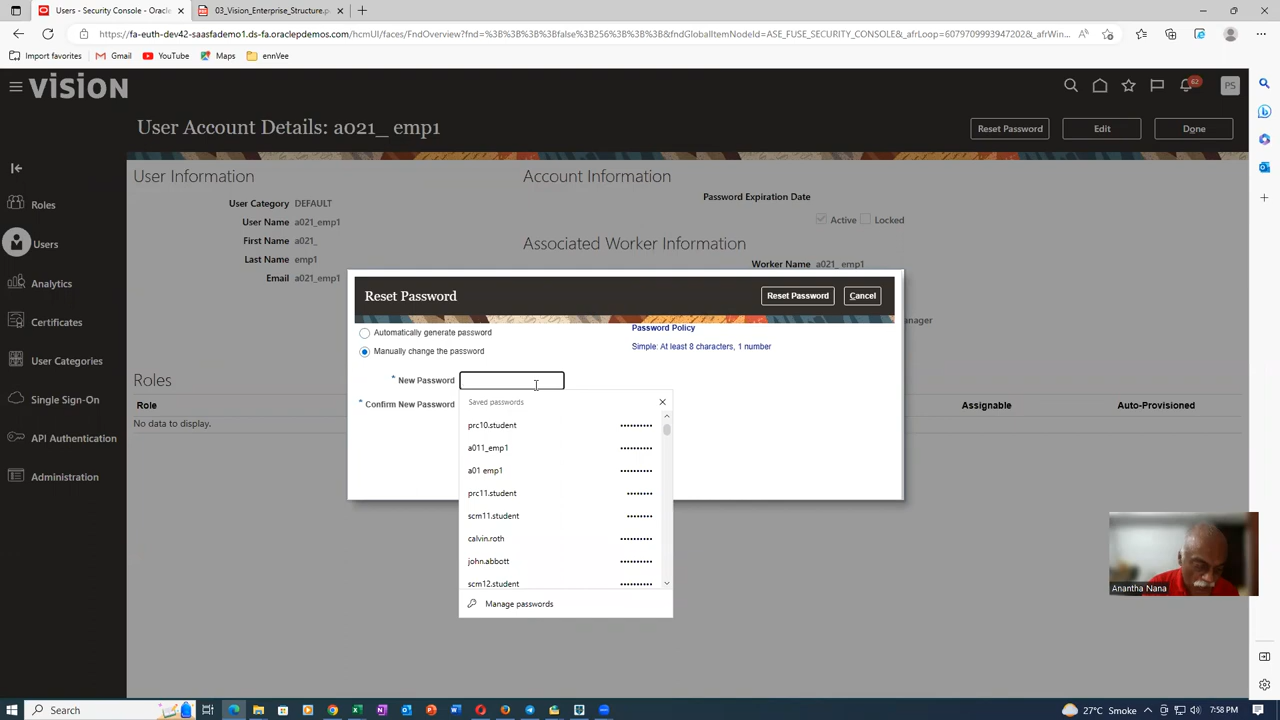 Users - Security Console - Oracle
03_Vision_Enterprise_Structure.p
https://fa-euth-dev42-saasfademo1.ds-fa.oraclepdemos.com/hcmUI/faces/FndOverview?fnd=%3B%3B%3B%3Bfalse%3B256%3B%3B%3B&fndGlobalItemNodeId=ASE_FUSE_SECURITY_CONSOLE&_afrLoop=60797099943947202&_afrWin...
Import favorites
Gmail
YouTube
Maps
ennVee
VISION
62
PS
User Account Details: a021_ emp1
Reset Password
Edit
Done
User Information
User Category DEFAULT
User Name a021_emp1
First Name a021_
Last Name emp1
Email a021_emp1
Account Information
Password Expiration Date
Active
Locked
Associated Worker Information
Worker Name a021_ emp1
anager
Roles
Users
Analytics
Certificates
User Categories
Single Sign-On
API Authentication
Administration
Roles
Role
Assignable
Auto-Provisioned
No data to display.
Reset Password
Reset Password
Cancel
Automatically generate password
Manually change the password
Password Policy
Simple: At least 8 characters, 1 number
* New Password
* Confirm New Password
Saved passwords
prc10.student
a011_emp1
a01 emp1
prc11.student
scm11.student
calvin.roth
john.abbott
scm12.student
Manage passwords
Anantha Nana
Search
27°C Smoke
ENG
7:58 PM